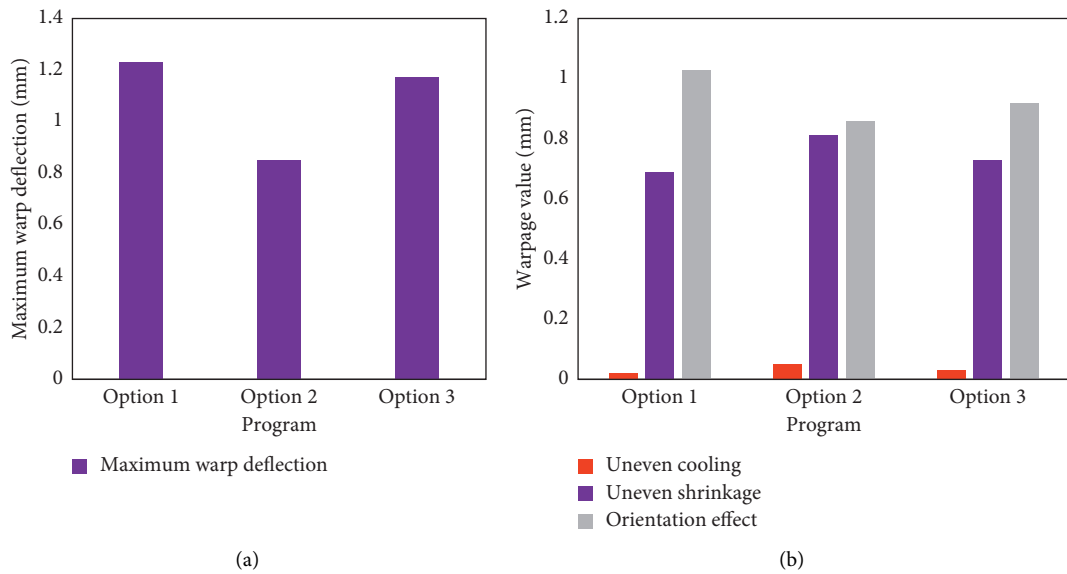 Maximum warp deflection (mm)
1.4
1.2
1
0.8
0.6
0.4
0.2
0
Option 1
Option 2
Option 3
Program
Maximum warp deflection
(a)
Warpage value (mm)
1.2
1
0.8
0.6
0.4
0.2
0
Option 1
Option 2
Option 3
Program
Uneven cooling
Uneven shrinkage
Orientation effect
(b)